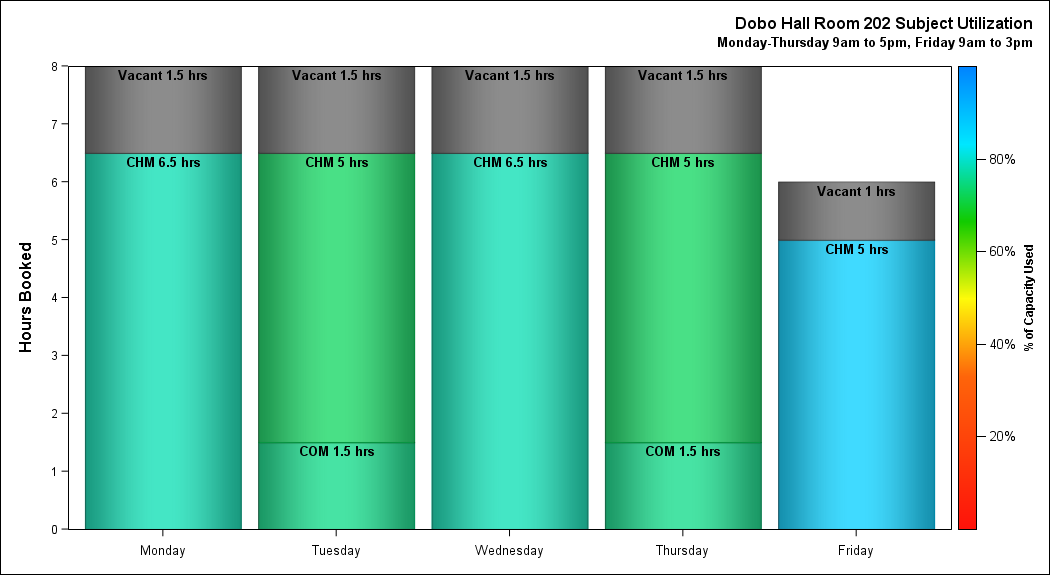 Dobo Hall Room 202 Subject Utilization
Monday-Thursday 9am to 5pm, Friday 9am to 3pm
Hours Booked
8
7
6
5
4
3
2
1
0
Vacant 1.5 hrs
CHM 6.5 hrs
Vacant 1.5 hrs
CHM 5 hrs
COM 1.5 hrs
Vacant 1.5 hrs
CHM 6.5 hrs
Vacant 1.5 hrs
CHM 5 hrs
COM 1.5 hrs
Vacant 1 hrs
CHM 5 hrs
Monday
Tuesday
Wednesday
Thursday
Friday
80%
60%
40%
20%
% of Capacity Used